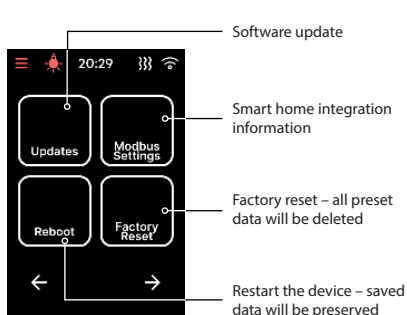 Software update
20:29
Smart home integration
information
Updates
Modbus
Settings
Factory reset – all preset
data will be deleted
Reboot
Factory
Reset
Restart the device – saved
data will be preserved